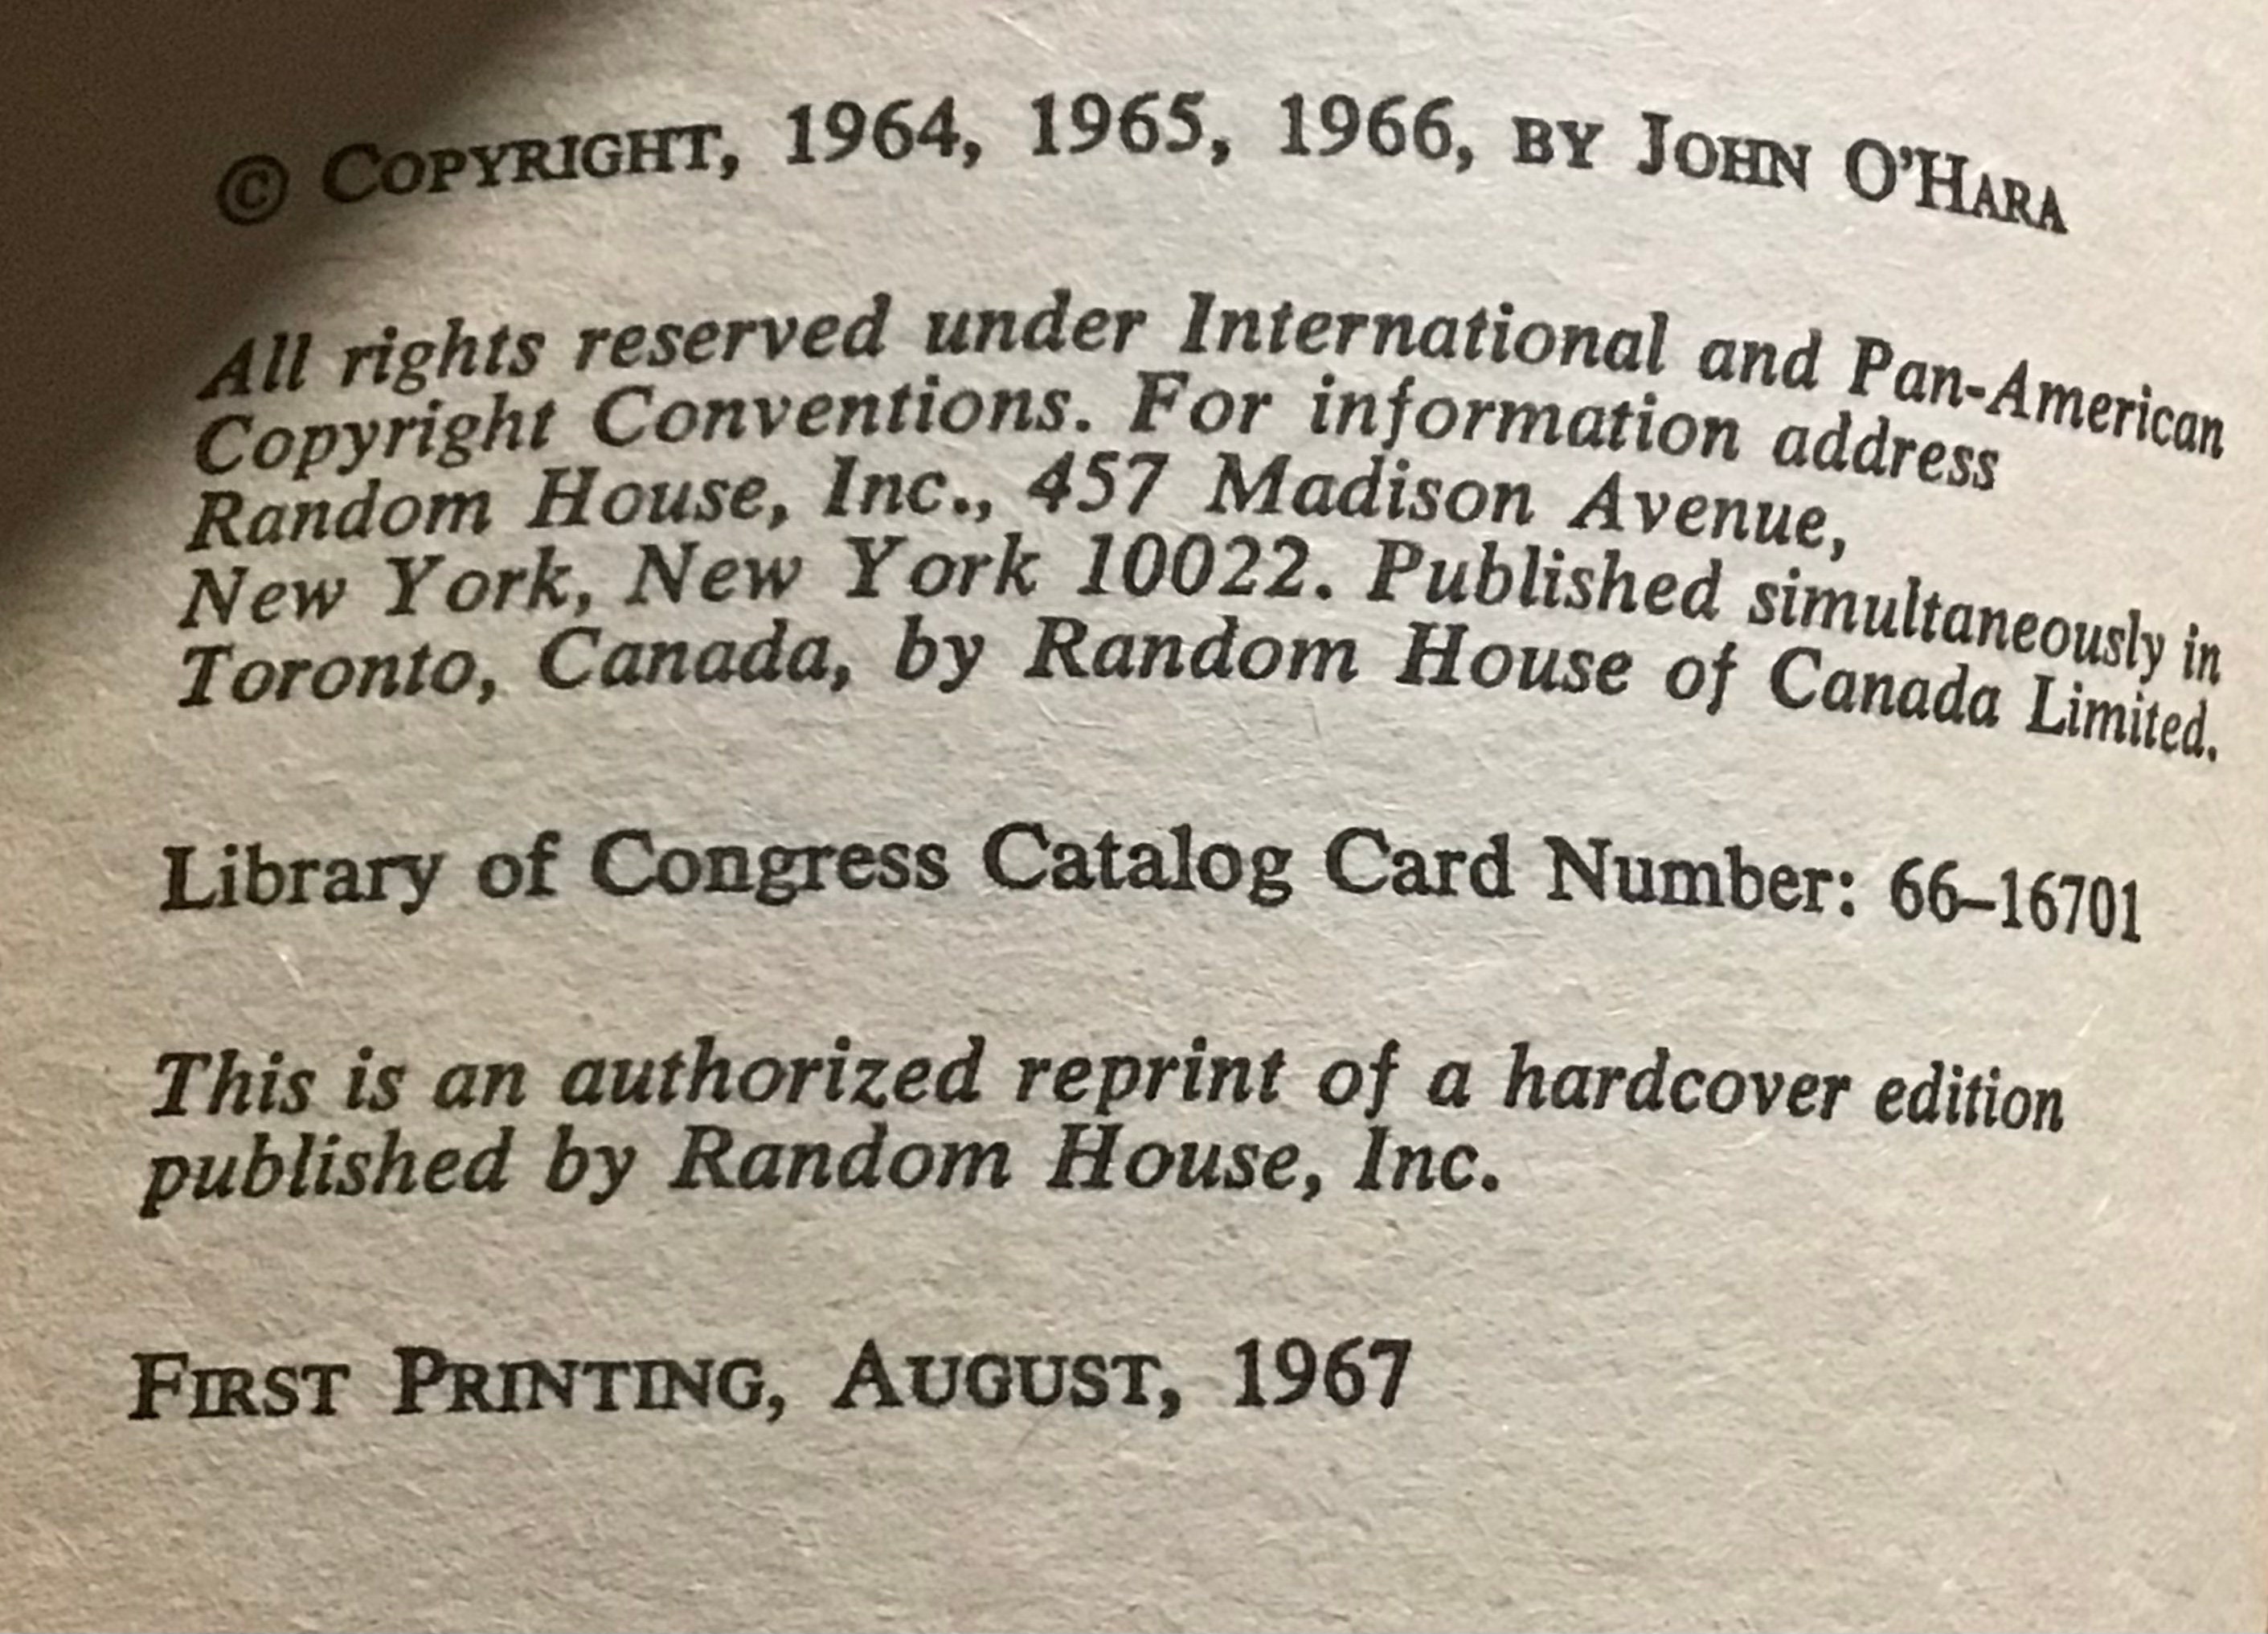 © COPYRIGHT, 1964, 1965, 1966, BY JOHN O'HARA
All rights reserved under International and Pan-American
Copyright Conventions. For information address
Random House, Inc., 457 Madison Avenue,
New York, New York 10022. Published simultaneously in
Toronto, Canada, by Random House of Canada Limited.
Library of Congress Catalog Card Number: 66–16701
This is an authorized reprint of a hardcover edition
published by Random House, Inc.
FIRST PRINTING, AUGUST, 1967